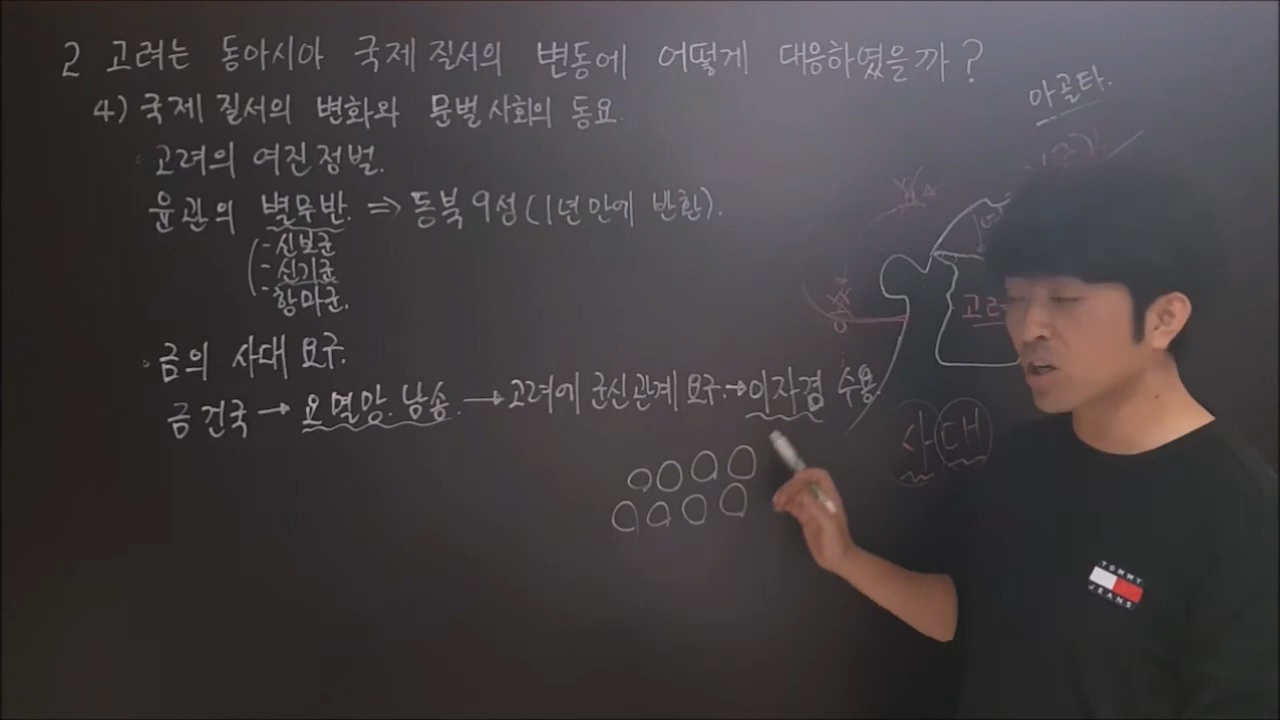 2 고려는 동아시아 국제 질서의 변동에 어떻게 대응하였을까?
4) 국제 질서의 변화와 문벌 사회의 동요
· 고려의 여진정벌.
윤관의 별무반. ⇒ 동북 9성 (1년만에 반환).
- 신보군
- 신기군
- 항마군.
· 금의 사대 요구.
금 건국 → 요 멸망. 남송. → 고려에 군신관계 요구. → 이자겸 수용.
아골타.
(금)
고려
사대
TOMMY
JEANS